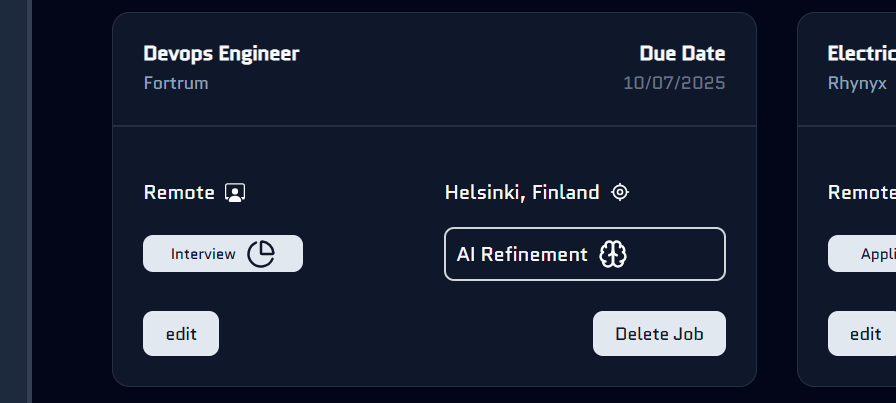 Devops Engineer
Fortrum
Due Date
10/07/2025
Remote
Helsinki, Finland
Interview
AI Refinement
edit
Delete Job
Electric
Rhynyx
Remote
Appli
edit